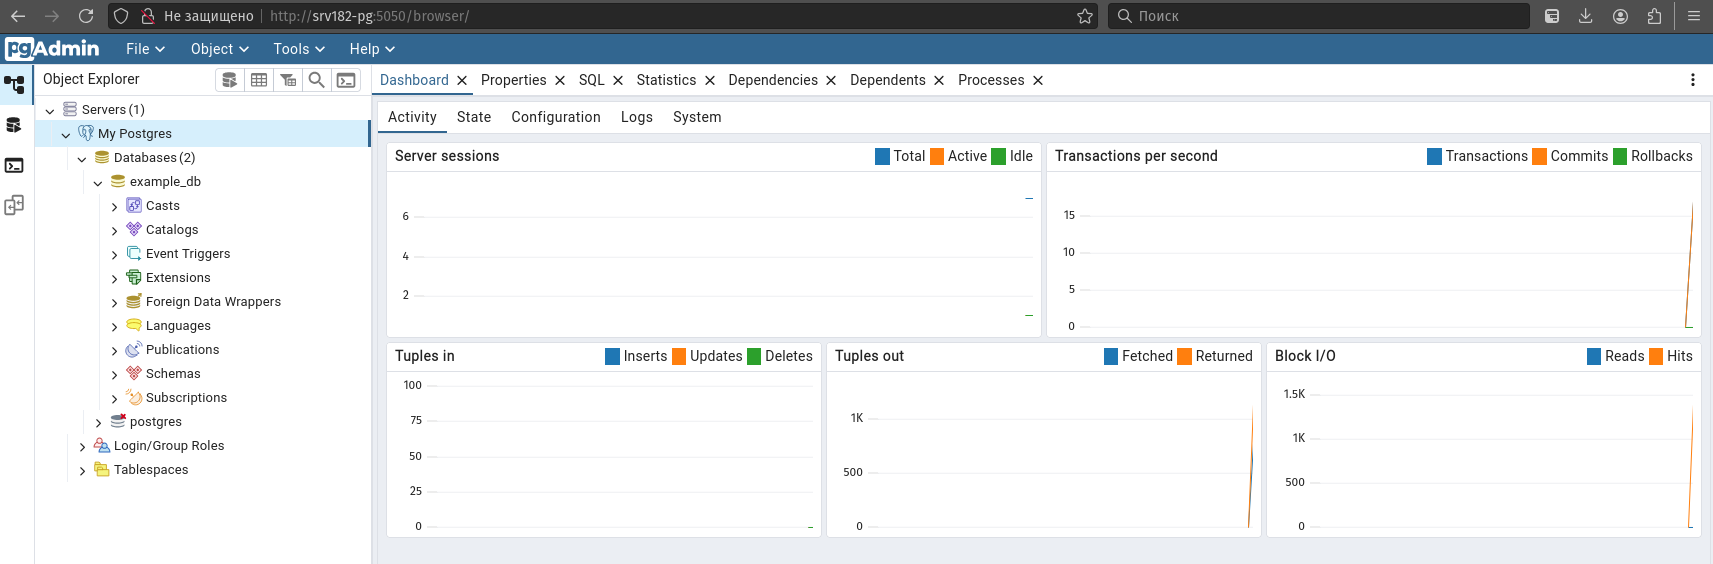 Не защищено http://srv182-pg:5050/browser/ Поиск
pgAdmin File Object Tools Help
Object Explorer
Dashboard Properties SQL Statistics Dependencies Dependents Processes
Servers (1)
My Postgres
Databases (2)
example_db
Casts
Catalogs
Event Triggers
Extensions
Foreign Data Wrappers
Languages
Publications
Schemas
Subscriptions
postgres
Login/Group Roles
Tablespaces
Activity State Configuration Logs System
Server sessions Total Active Idle
6
4
2
Transactions per second Transactions Commits Rollbacks
15
10
5
0
Tuples in Inserts Updates Deletes
100
75
50
25
0
Tuples out Fetched Returned
1K
500
0
Block I/O Reads Hits
1.5K
1K
500
0